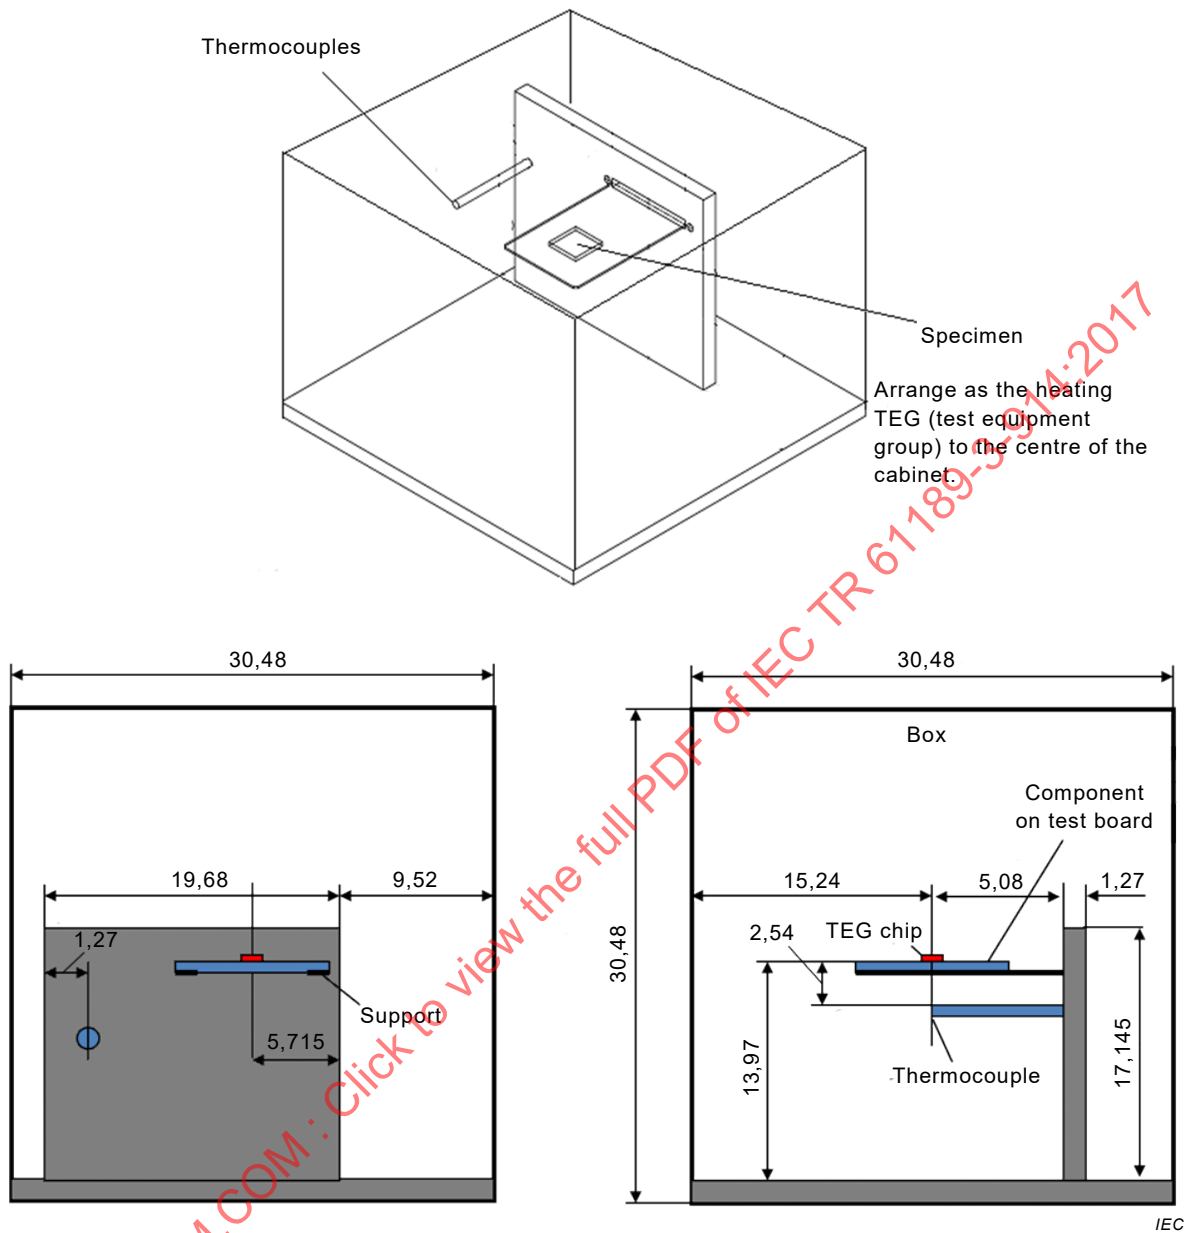 Thermocouples
Specimen
Arrange as the heating
TEG (test equipment
group) to the centre of the
cabinet.
30,48
19,68
9,52
1,27
Support
5,715
30,48
30,48
Box
Component
on test board
15,24
5,08
1,27
2,54
TEG chip
13,97
17,145
Thermocouple
M.COM : Click to view the full PDF of IEC TR 61189-3-914:2017
IEC